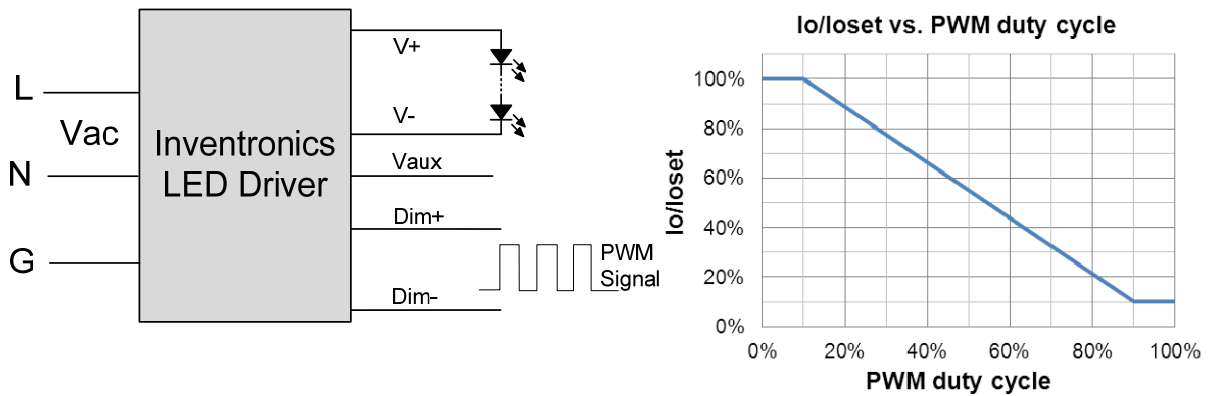 L
Vac
N
G
Inventronics
LED Driver
V+
V-
Vaux
Dim+
Dim-
PWM
Signal
Io/Ioset vs. PWM duty cycle
Io/Ioset
100%
80%
60%
40%
20%
0%
0% 20% 40% 60% 80% 100%
PWM duty cycle